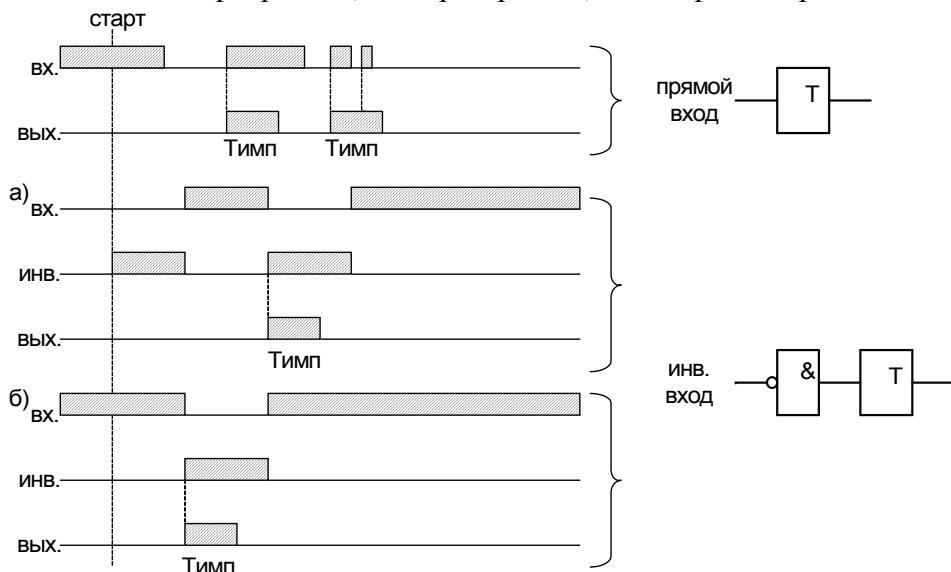 старт
вх.
вых.
Тимп Тимп
прямой
вход
T
а)
вх.
инв.
вых.
Тимп
б)
вх.
инв.
вых.
Тимп
инв.
вход
&
T